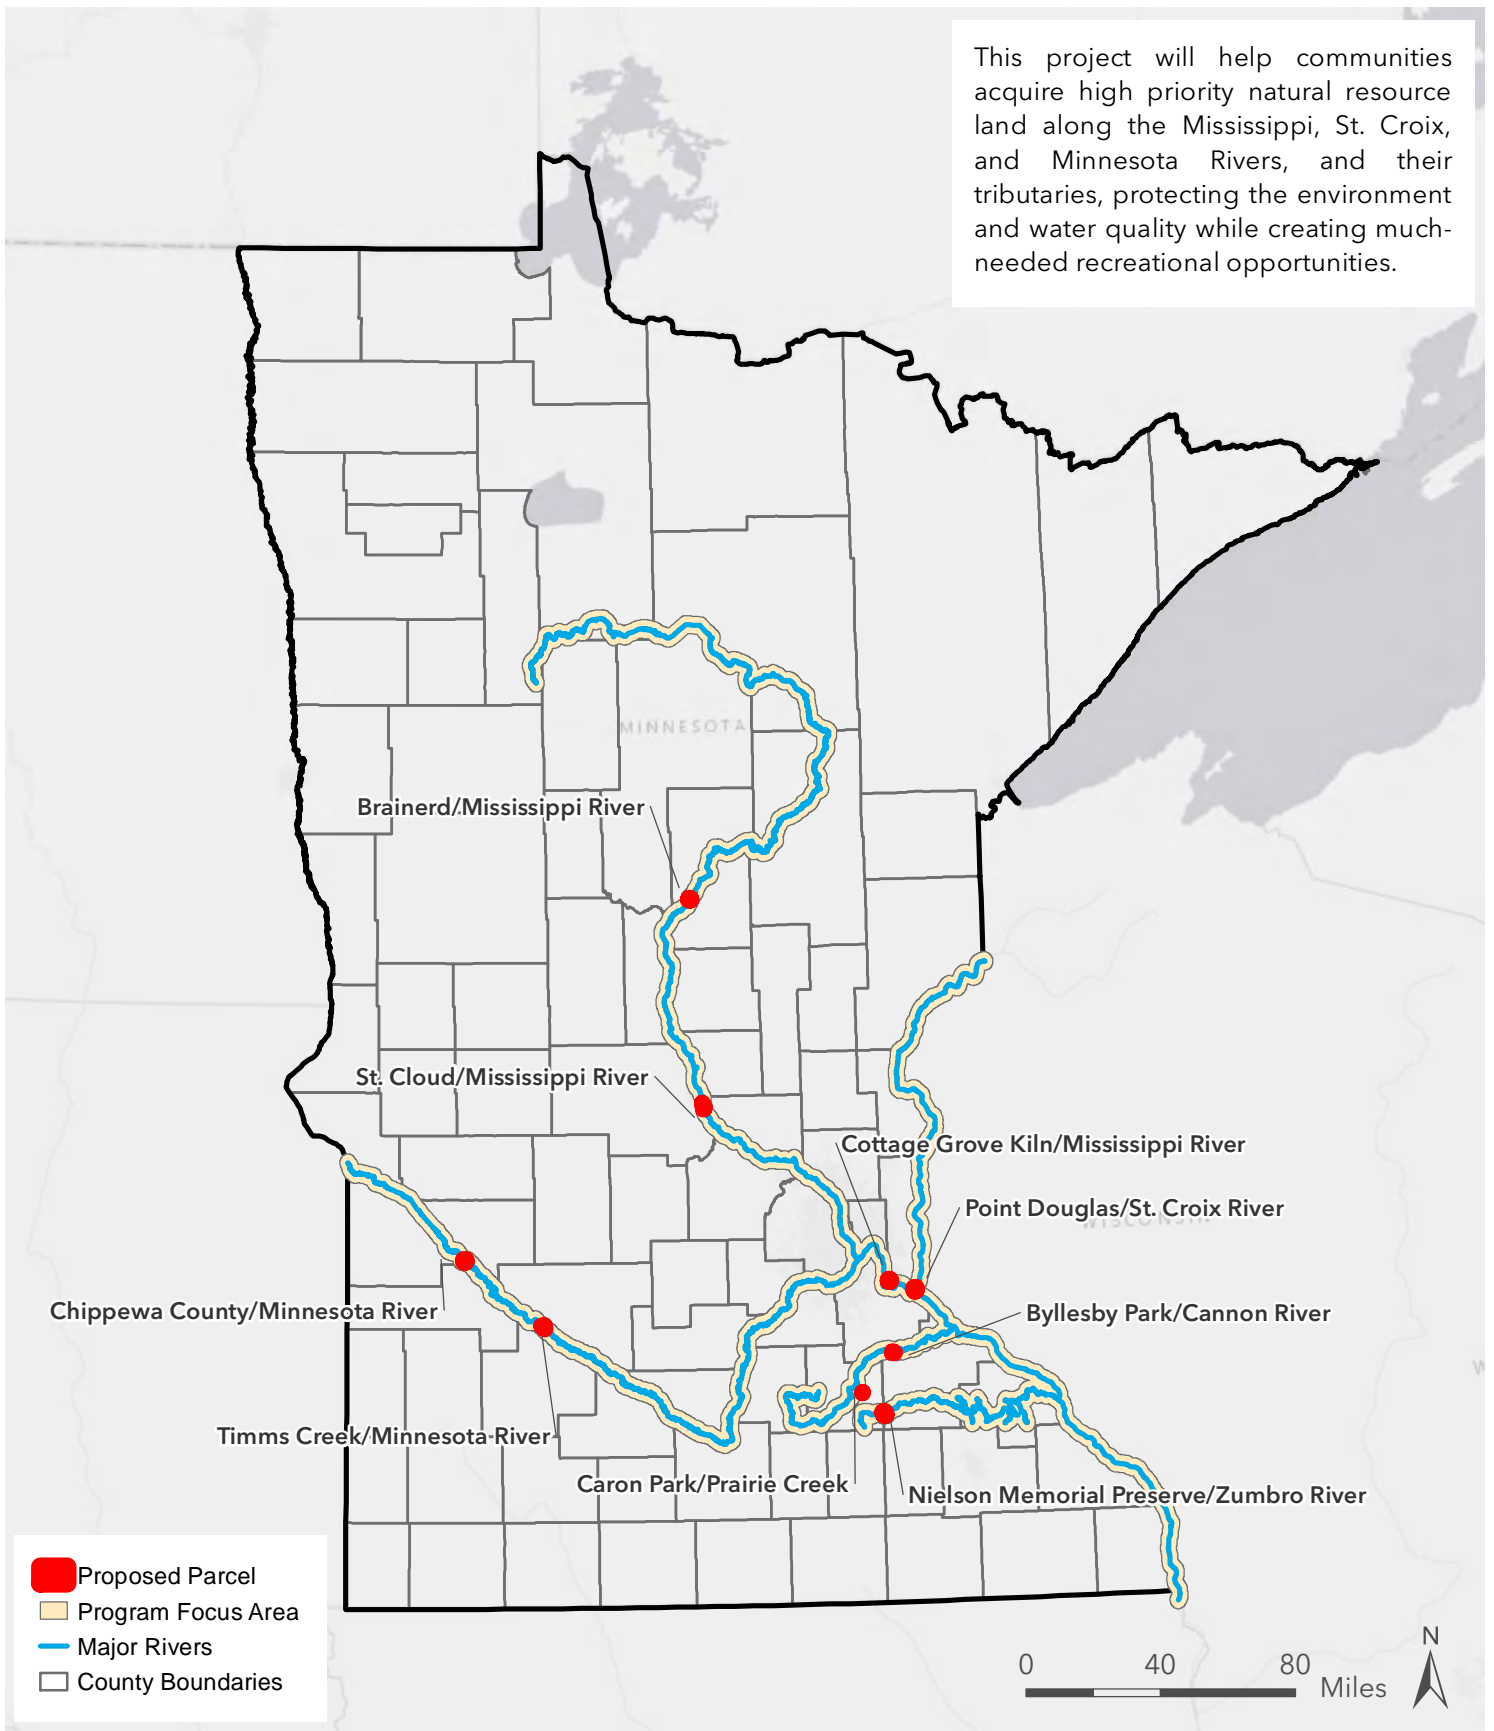 This project will help communities
acquire high priority natural resource
land along the Mississippi, St. Croix,
and Minnesota Rivers, and their
tributaries, protecting the environment
and water quality while creating much-
needed recreational opportunities.
MINNESOTA
Brainerd/Mississippi River
St. Cloud/Mississippi River
Cottage Grove Kiln/Mississippi River
Point Douglas/St. Croix River
WISCONSIN
Chippewa County/Minnesota River
Byllesby Park/Cannon River
Timms Creek/Minnesota River
Caron Park/Prairie Creek
Nielson Memorial Preserve/Zumbro River
Proposed Parcel
Program Focus Area
Major Rivers
County Boundaries
N
0 40 80
Miles